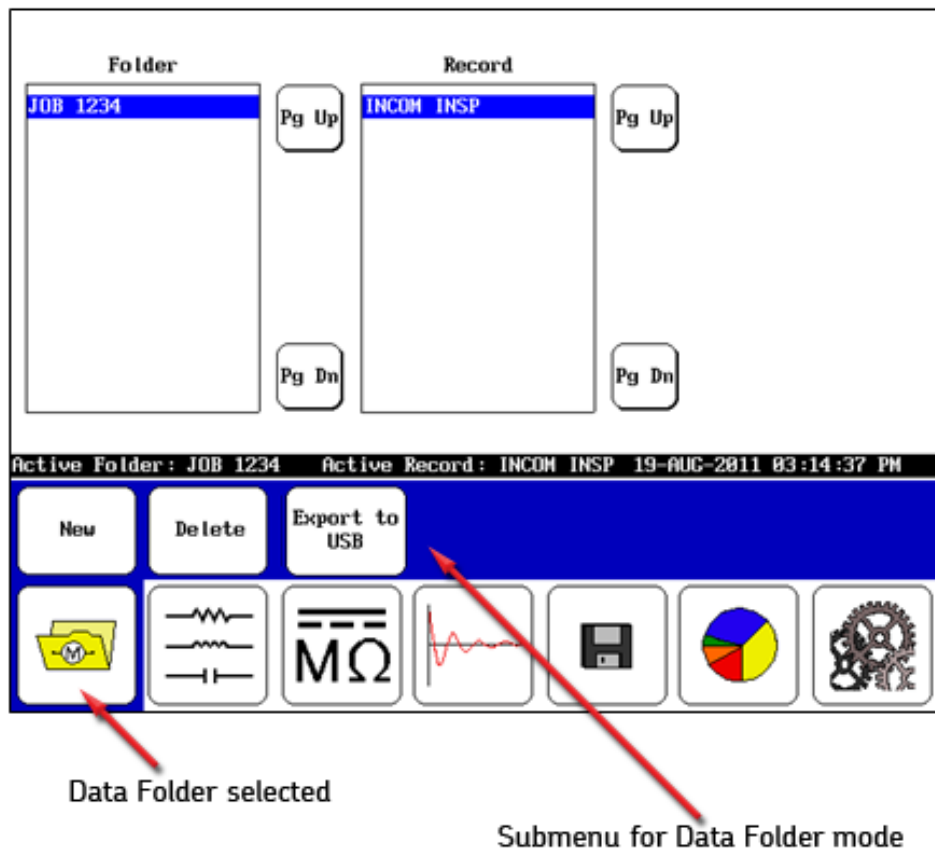 Folder
Record
JOB 1234
Pg Up
INCOM INSP
Pg Up
Pg Dn
Pg Dn
Active Folder: JOB 1234 Active Record: INCOM INSP 19-AUG-2011 03:14:37 PM
New
Delete
Export to
USB
M
MΩ
Data Folder selected
Submenu for Data Folder mode